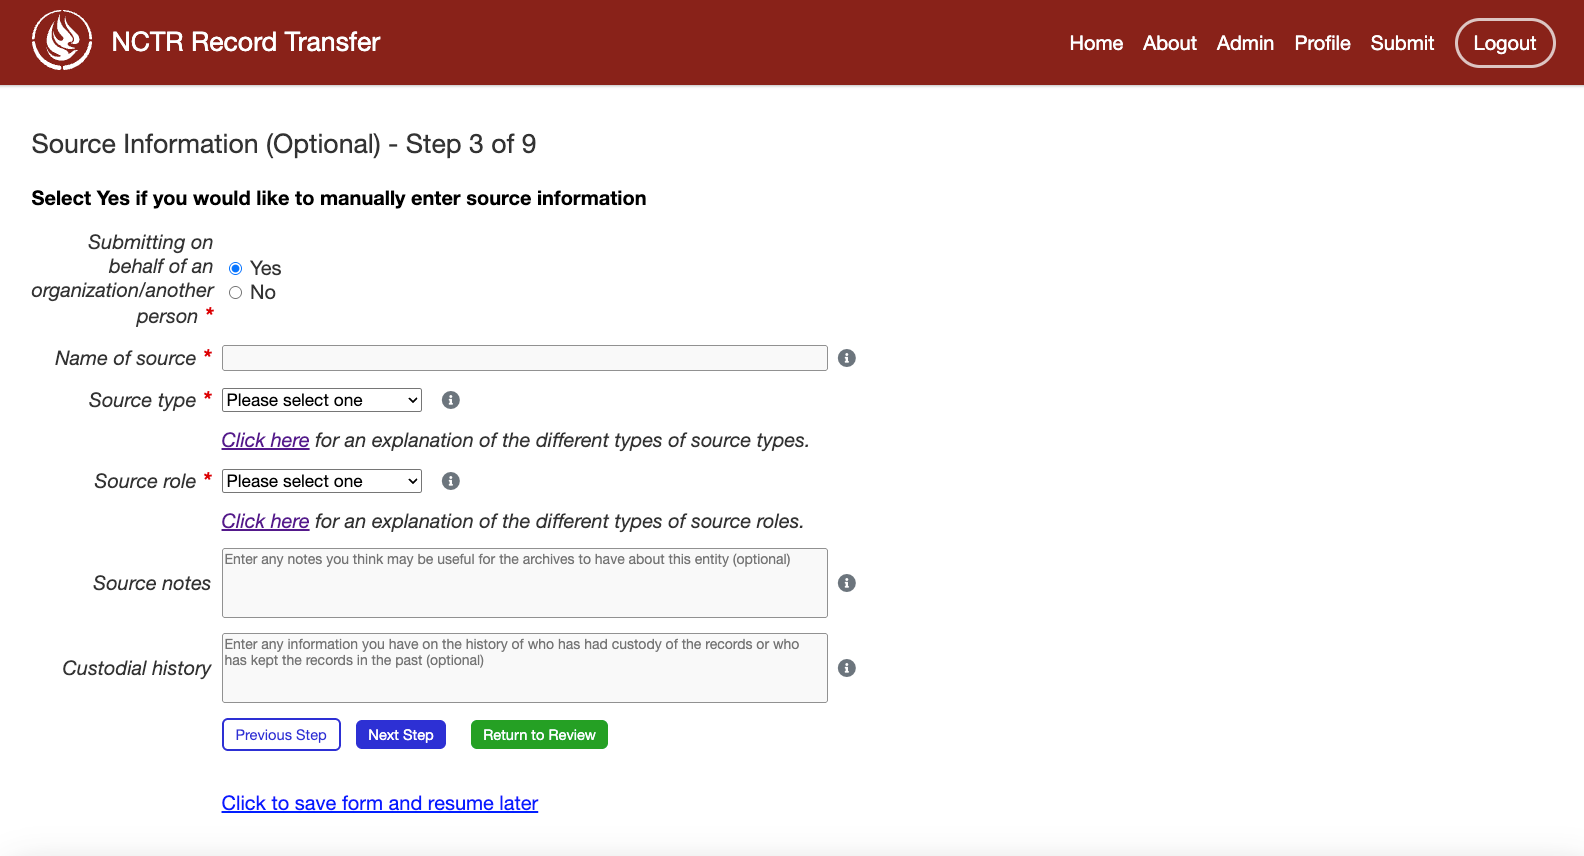 NCTR Record Transfer
Home About Admin Profile Submit Logout
Source Information (Optional) - Step 3 of 9
Select Yes if you would like to manually enter source information
Submitting on
behalf of an
organization/another
person *
Yes
No
Name of source *
Source type *
Please select one
Click here for an explanation of the different types of source types.
Source role *
Please select one
Click here for an explanation of the different types of source roles.
Source notes
Enter any notes you think may be useful for the archives to have about this entity (optional)
Custodial history
Enter any information you have on the history of who has had custody of the records or who
has kept the records in the past (optional)
Previous Step Next Step Return to Review
Click to save form and resume later